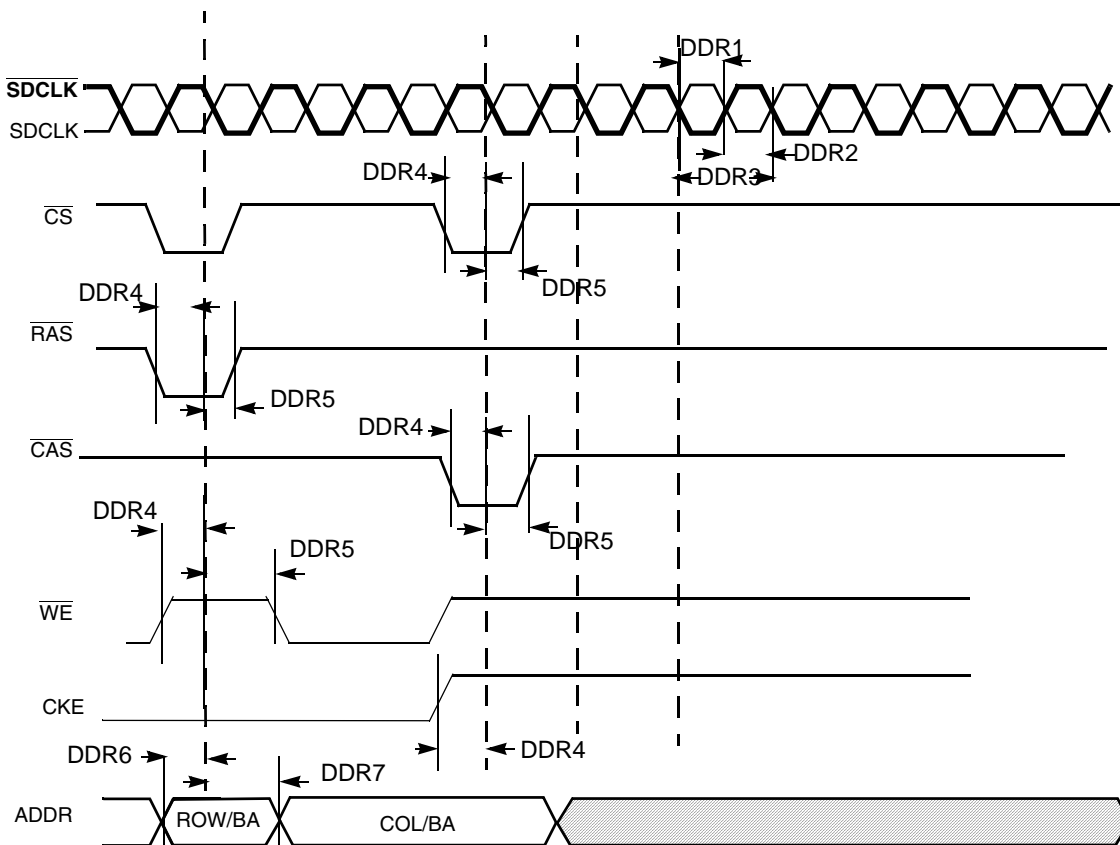 DDR1
SDCLK
SDCLK
DDR2
DDR4
DDR3
CS
DDR5
DDR4
RAS
DDR5
DDR4
CAS
DDR4
DDR5
DDR5
WE
CKE
DDR4
DDR6
DDR7
ADDR
ROW/BA
COL/BA